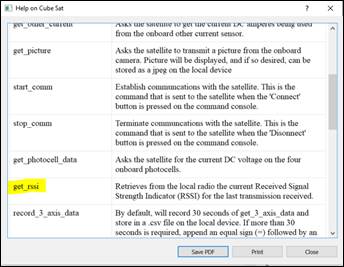 Help on Cube Sat
get_other_current
Asks the satellite to get the current DC amperes being used
from the onboard other current sensor.
get_picture
Asks the satellite to transmit a picture from the onboard
camera. Picture will be displayed, and if so desired, can be
stored as a jpeg on the local device
start_comm
Establish communcations with the satellite. This is the
command that is sent to the satellite when the 'Connect'
button is pressed on the command console.
stop_comm
Terminate communcations with the satellite. This is the
command that is sent to the satellite when the 'Disonnect'
button is pressed on the command console.
get_photocell_data
Asks the satellite for the current DC voltage on the four
onboard photocells.
get_rssi
Retrieves from the local radio the current Received Signal
Strength Indicator (RSSI) for the last transmission received.
record_3_axis_data
By default, will record 30 seconds of get_3_axis_data and
store in a .csv file on the local device. If more than 30
seconds is required, append an equal sign (=) followed by an
Save PDF
Print
Close